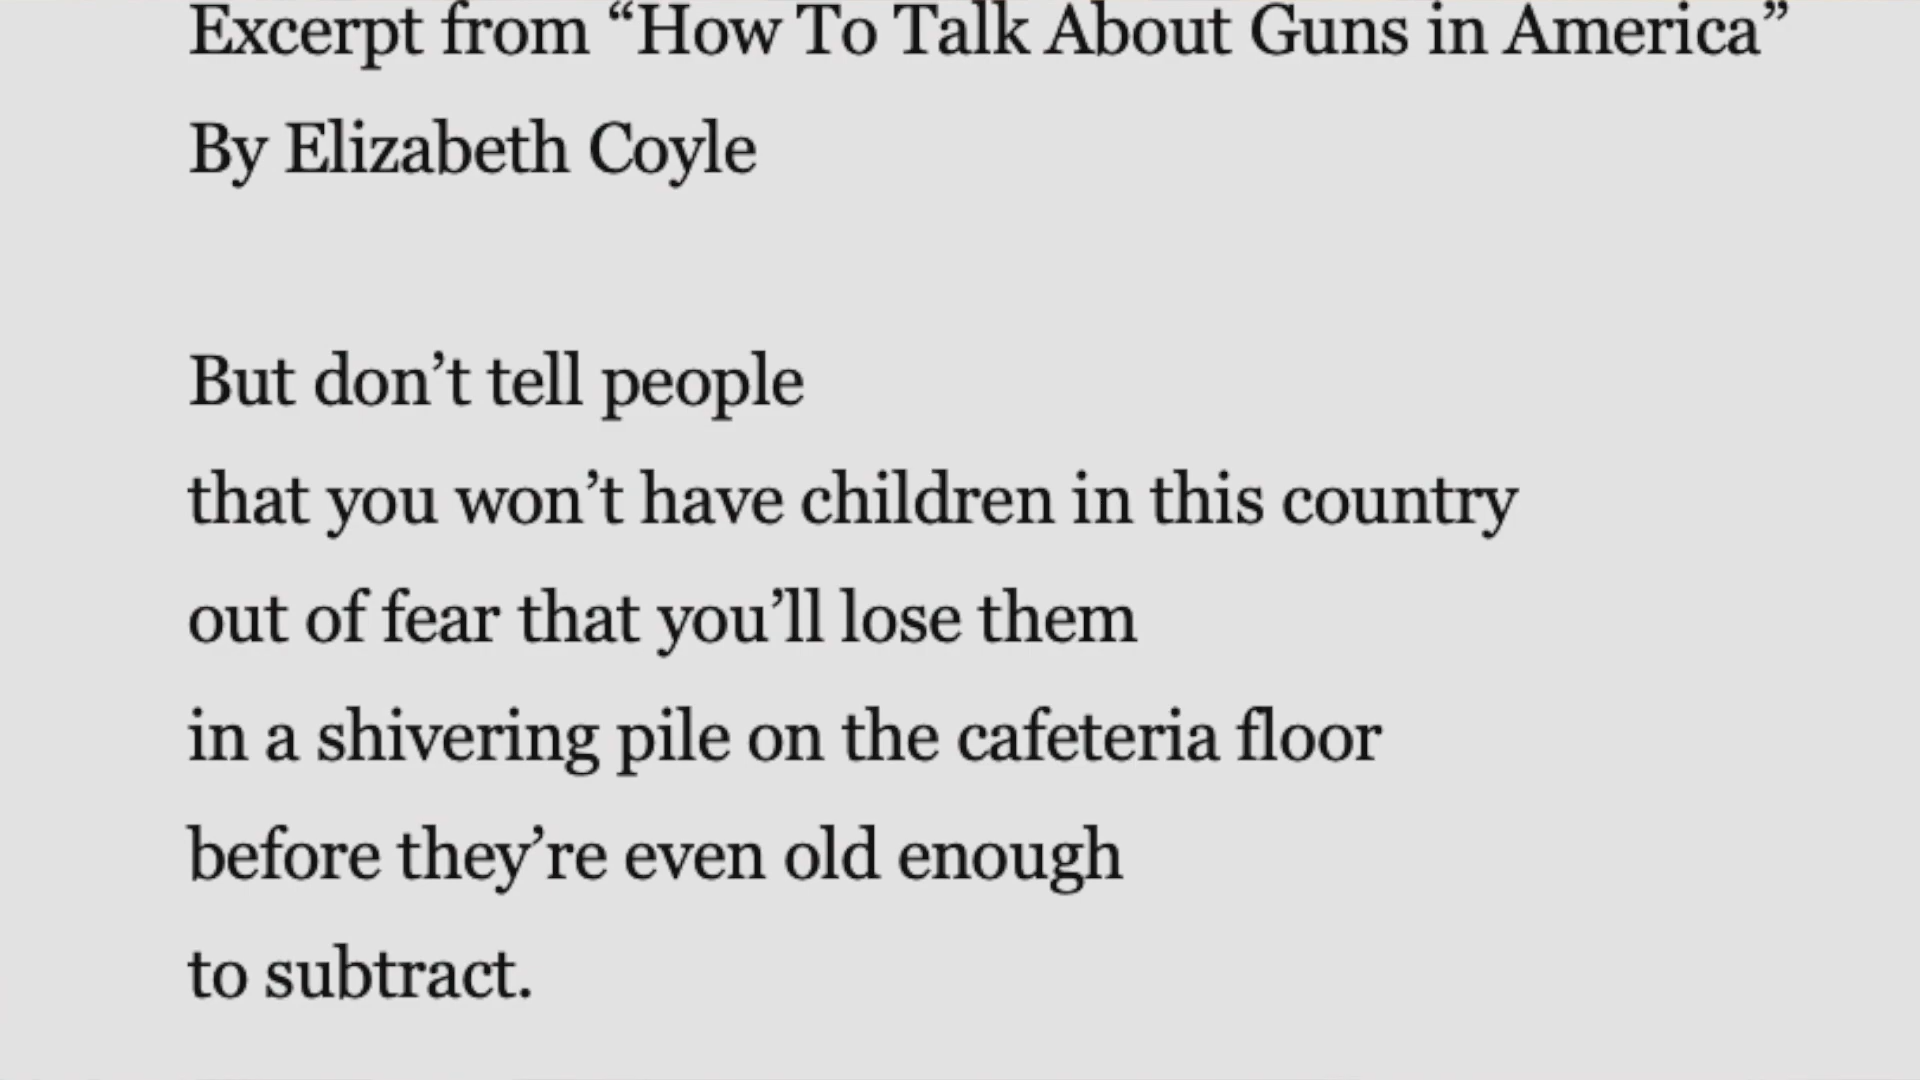 Excerpt from “How To Talk About Guns in America”
By Elizabeth Coyle
But don’t tell people
that you won’t have children in this country
out of fear that you’ll lose them
in a shivering pile on the cafeteria floor
before they’re even old enough
to subtract.